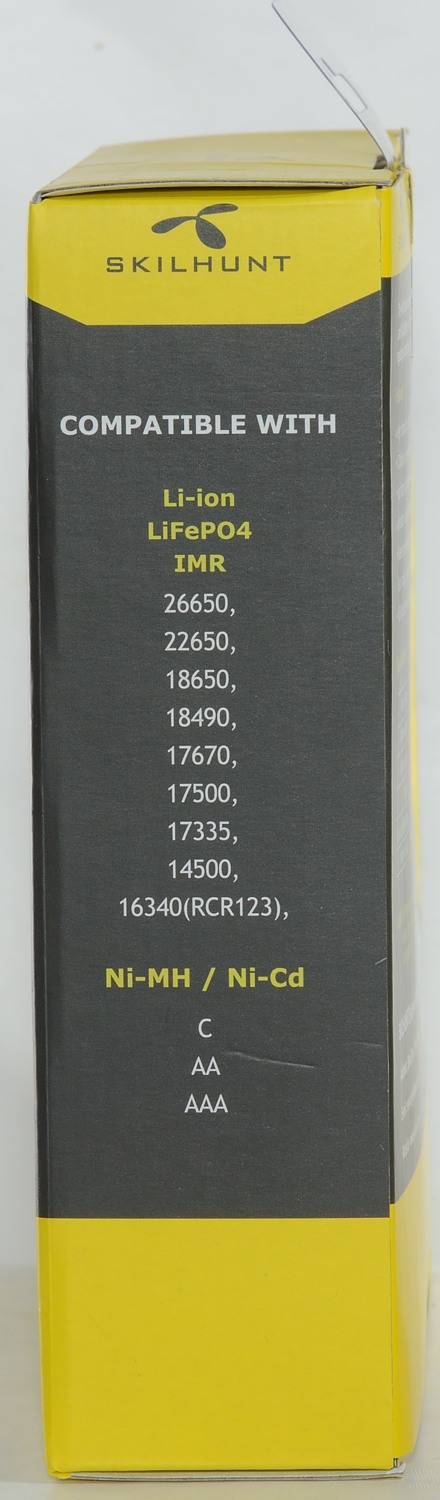 SKILHUNT
COMPATIBLE WITH
Li-ion
LiFePO4
IMR
26650,
22650,
18650,
18490,
17670,
17500,
17335,
14500,
16340(RCR123),
Ni-MH / Ni-Cd
C
AA
AAA